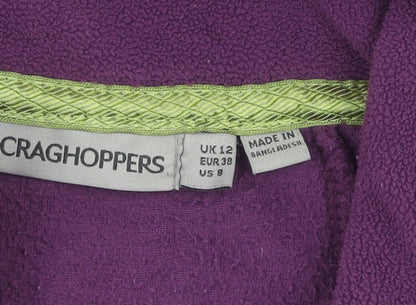 CRAGHOPPERS
UK 12
EUR 38
US 8
MADE IN
BANGLADESH